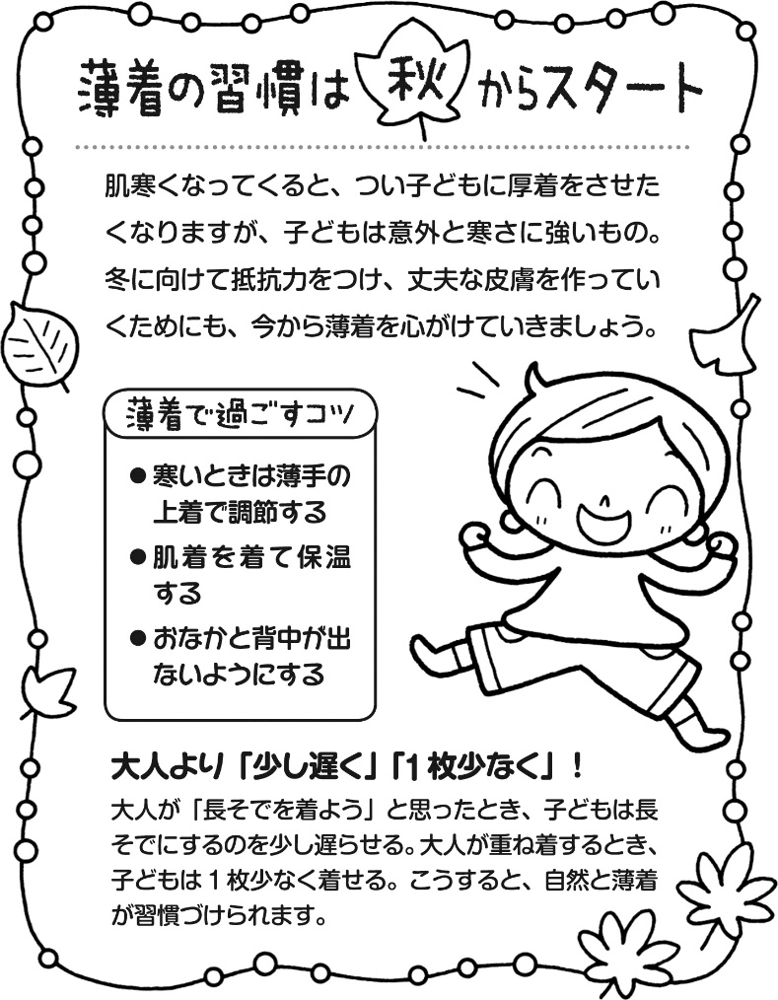 薄着の習慣は秋からスタート
肌寒くなってくると、つい子どもに厚着をさせた
くなりますが、子どもは意外と寒さに強いもの。
冬に向けて抵抗力をつけ、丈夫な皮膚を作ってい
くためにも、今から薄着を心がけていきましょう。
薄着で過ごすコツ
●寒いときは薄手の
上着で調節する
●肌着を着て保温
する
●おなかと背中が出
ないようにする
大人より「少し遅く」「1枚少なく」！
大人が「長そでを着よう」と思ったとき、子どもは長
そでにするのを少し遅らせる。大人が重ね着するとき、
子どもは1枚少なく着せる。こうすると、自然と薄着
が習慣づけられます。